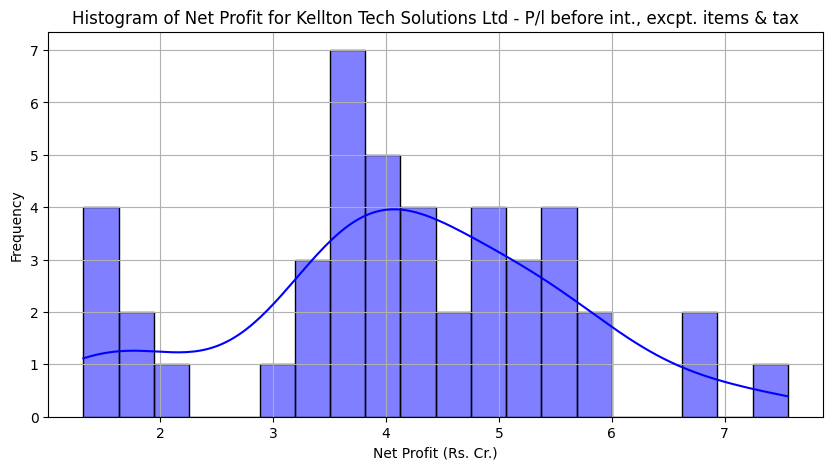 Histogram of Net Profit for Kellton Tech Solutions Ltd - P/l before int., excpt. items & tax
7
6
5
4
3
2
1
0
Frequency
2 3 4 5 6 7
Net Profit (Rs. Cr.)